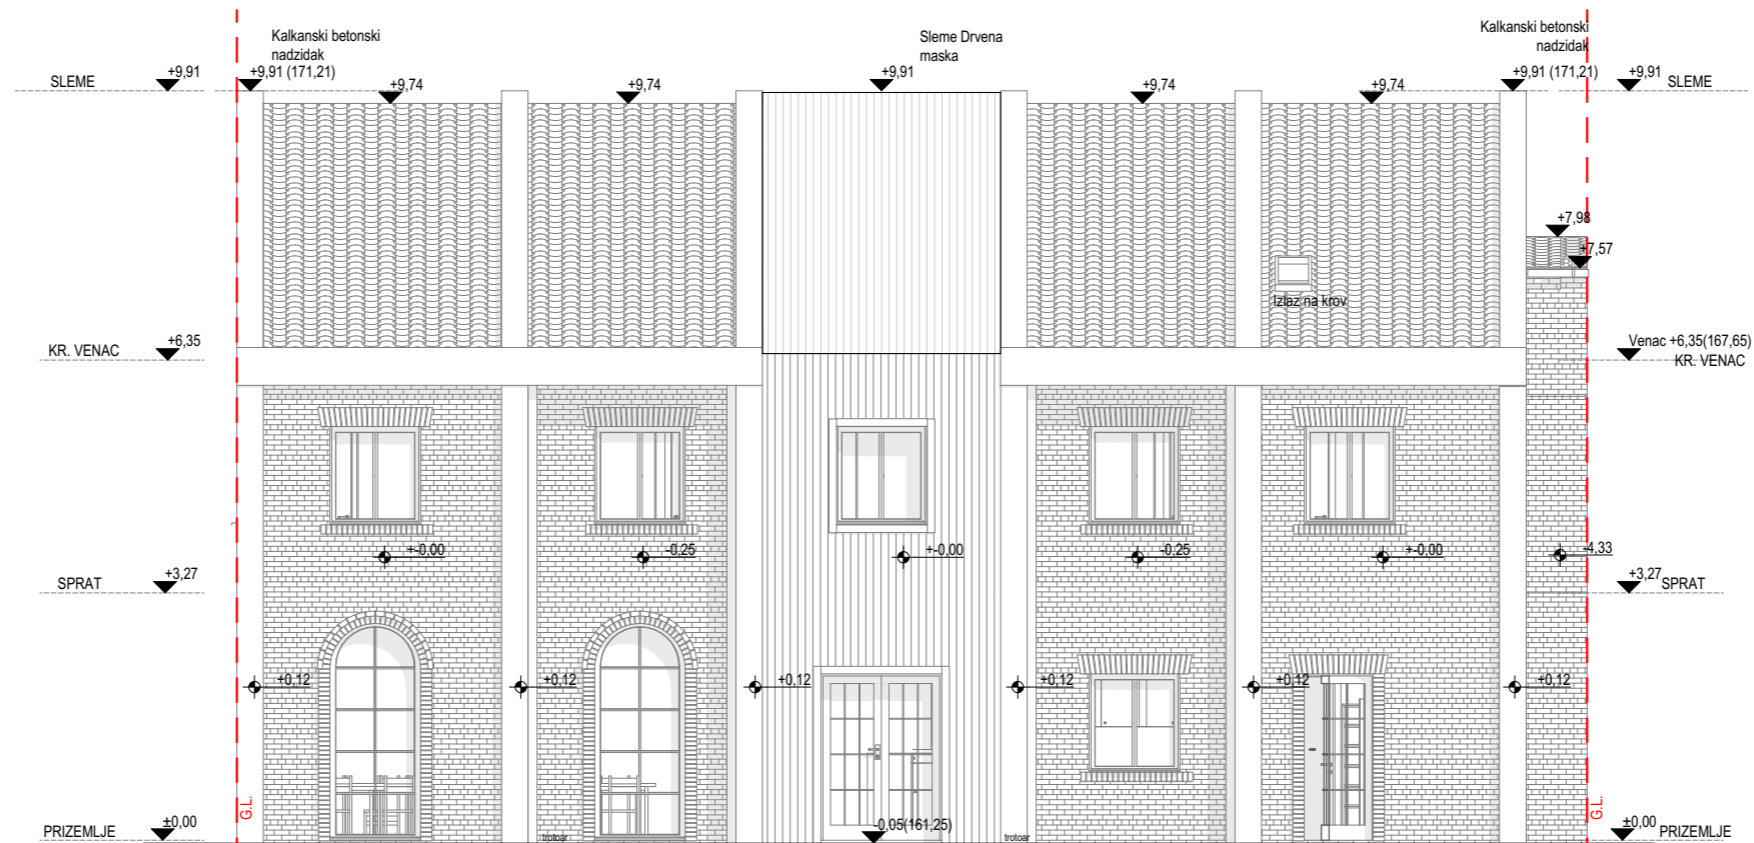 Kalkanski betonski
nadzidak
Sleme Drvena
maska
Kalkanski betonski
nadzidak
SLEME
+9,91
+9,91 (171,21)
+9,74
+9,74
+9,91
+9,74
+9,74
+9,91 (171,21)
+9,91
SLEME
+7,98
+7,57
Izlaz na krov
KR. VENAC
+6,35
Venac +6,35(167,65)
KR. VENAC
+-0,00
-0,25
+-0,00
-0,25
+-0,00
-4,33
SPRAT
+3,27
+3,27
SPRAT
+0,12
+0,12
+0,12
+0,12
+0,12
+0,12
G.L.
G.L.
PRIZEMLJE
±0,00
trotoar
-0,05(161,25)
trotoar
±0,00
PRIZEMLJE